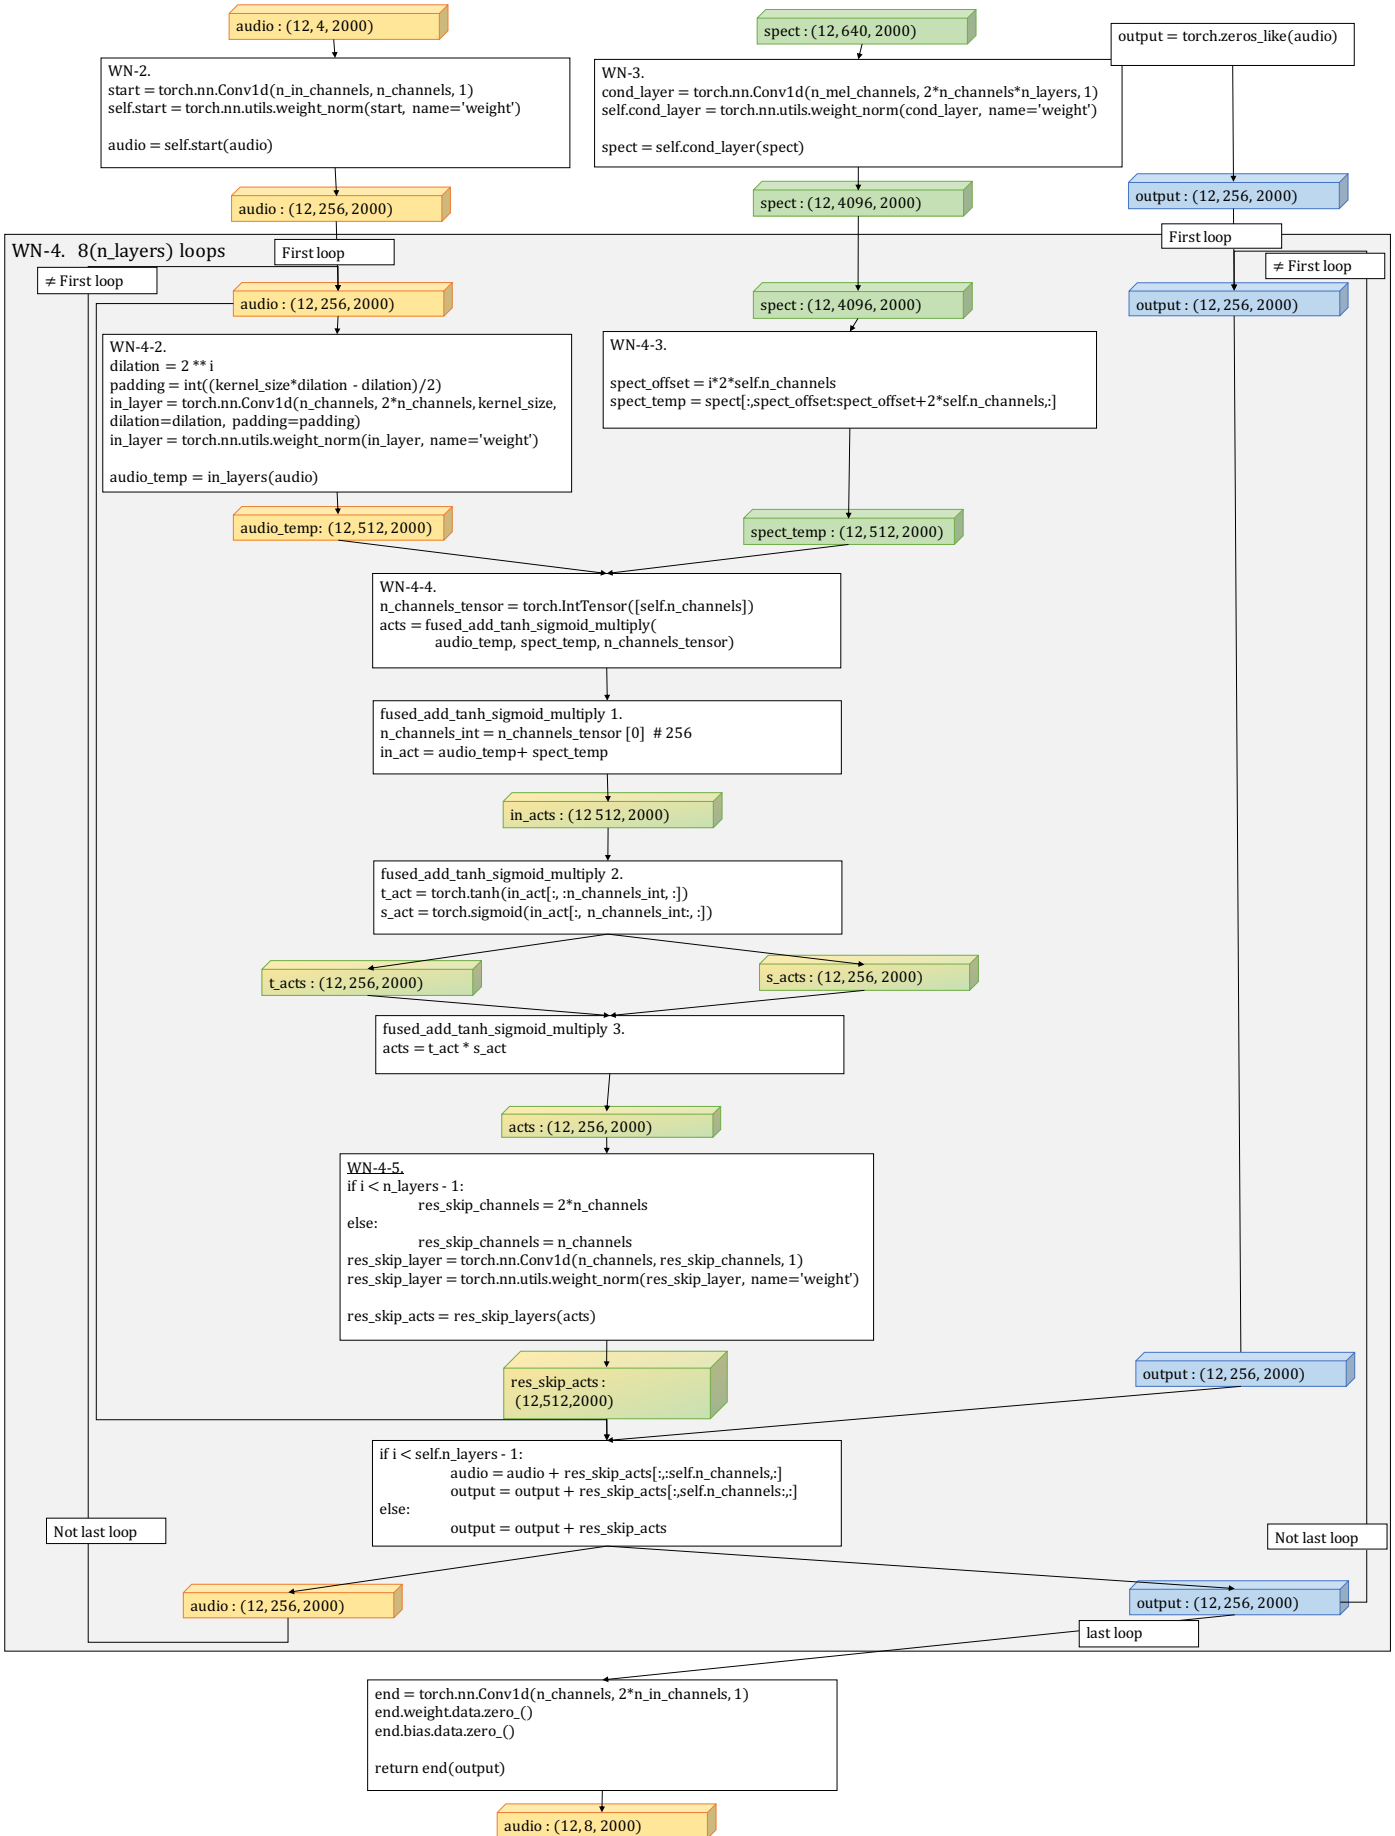 audio : (12, 4, 2000)
spect : (12, 640, 2000)
output = torch.zeros_like(audio)
WN-2.
start = torch.nn.Conv1d(n_in_channels, n_channels, 1)
self.start = torch.nn.utils.weight_norm(start, name='weight')
audio = self.start(audio)
WN-3.
cond_layer = torch.nn.Conv1d(n_mel_channels, 2*n_channels*n_layers, 1)
self.cond_layer = torch.nn.utils.weight_norm(cond_layer, name='weight')
spect = self.cond_layer(spect)
audio : (12, 256, 2000)
spect : (12, 4096, 2000)
output : (12, 256, 2000)
WN-4. 8(n_layers) loops
First loop
First loop
≠ First loop
≠ First loop
audio : (12, 256, 2000)
spect : (12, 4096, 2000)
output : (12, 256, 2000)
WN-4-2.
dilation = 2 ** i
padding = int((kernel_size*dilation - dilation)/2)
in_layer = torch.nn.Conv1d(n_channels, 2*n_channels, kernel_size,
dilation=dilation, padding=padding)
in_layer = torch.nn.utils.weight_norm(in_layer, name='weight')
audio_temp = in_layers(audio)
WN-4-3.
spect_offset = i*2*self.n_channels
spect_temp = spect[:,spect_offset:spect_offset+2*self.n_channels,:]
audio_temp: (12, 512, 2000)
spect_temp : (12, 512, 2000)
WN-4-4.
n_channels_tensor = torch.IntTensor([self.n_channels])
acts = fused_add_tanh_sigmoid_multiply(
audio_temp, spect_temp, n_channels_tensor)
fused_add_tanh_sigmoid_multiply 1.
n_channels_int = n_channels_tensor [0] # 256
in_act = audio_temp+ spect_temp
in_acts : (12 512, 2000)
fused_add_tanh_sigmoid_multiply 2.
t_act = torch.tanh(in_act[:, :n_channels_int, :])
s_act = torch.sigmoid(in_act[:, n_channels_int:, :])
t_acts : (12, 256, 2000)
s_acts : (12, 256, 2000)
fused_add_tanh_sigmoid_multiply 3.
acts = t_act * s_act
acts : (12, 256, 2000)
WN-4-5.
if i < n_layers - 1:
res_skip_channels = 2*n_channels
else:
res_skip_channels = n_channels
res_skip_layer = torch.nn.Conv1d(n_channels, res_skip_channels, 1)
res_skip_layer = torch.nn.utils.weight_norm(res_skip_layer, name='weight')
res_skip_acts = res_skip_layers(acts)
res_skip_acts :
(12,512,2000)
output : (12, 256, 2000)
if i < self.n_layers - 1:
audio = audio + res_skip_acts[:,:self.n_channels,:]
output = output + res_skip_acts[:,self.n_channels:,:]
else:
output = output + res_skip_acts
Not last loop
Not last loop
audio : (12, 256, 2000)
output : (12, 256, 2000)
last loop
end = torch.nn.Conv1d(n_channels, 2*n_in_channels, 1)
end.weight.data.zero_()
end.bias.data.zero_()
return end(output)
audio : (12, 8, 2000)